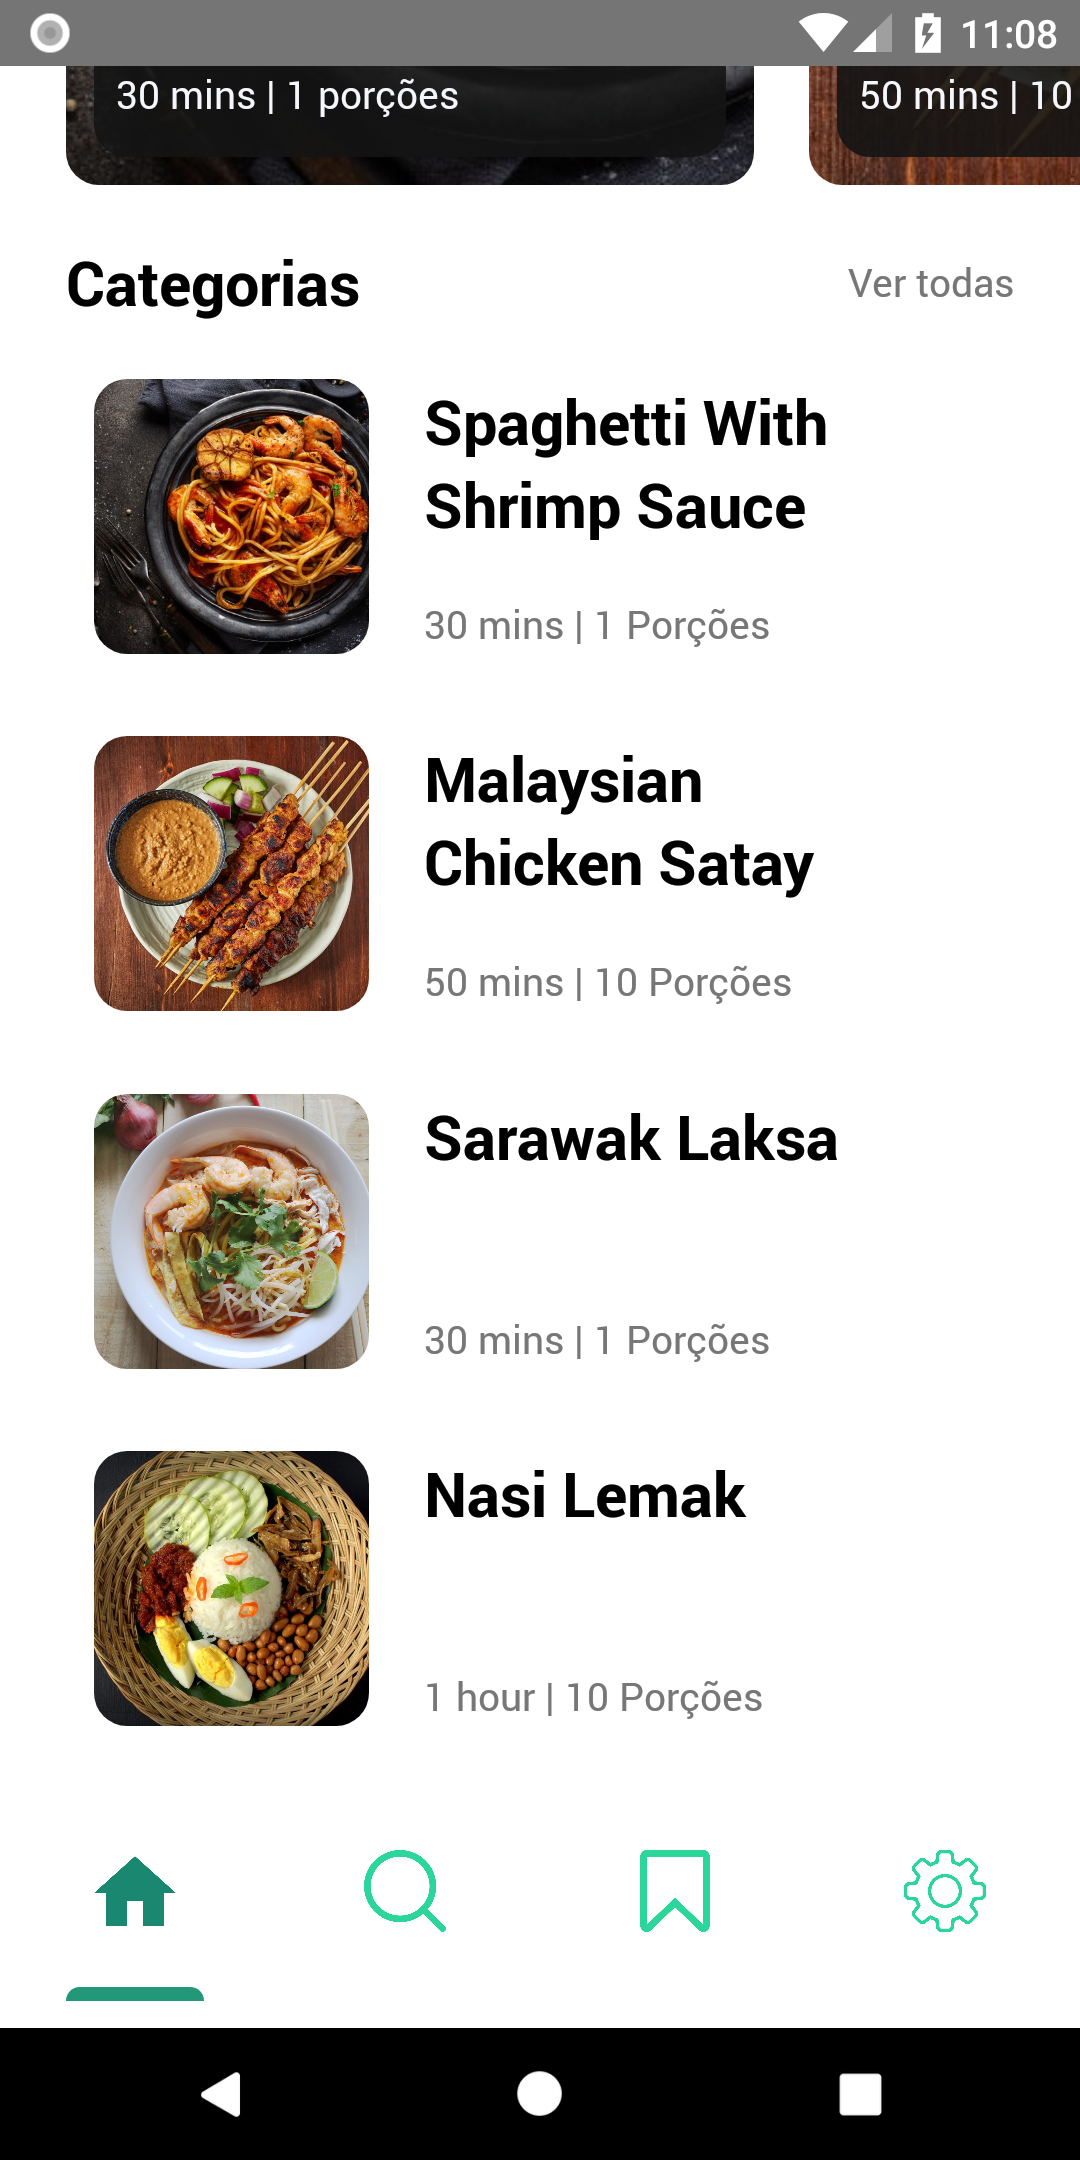 11:08
30 mins | 1 porções
50 mins | 10
Categorias
Ver todas
Spaghetti With
Shrimp Sauce
30 mins | 1 Porções
Malaysian
Chicken Satay
50 mins | 10 Porções
Sarawak Laksa
30 mins | 1 Porções
Nasi Lemak
1 hour | 10 Porções